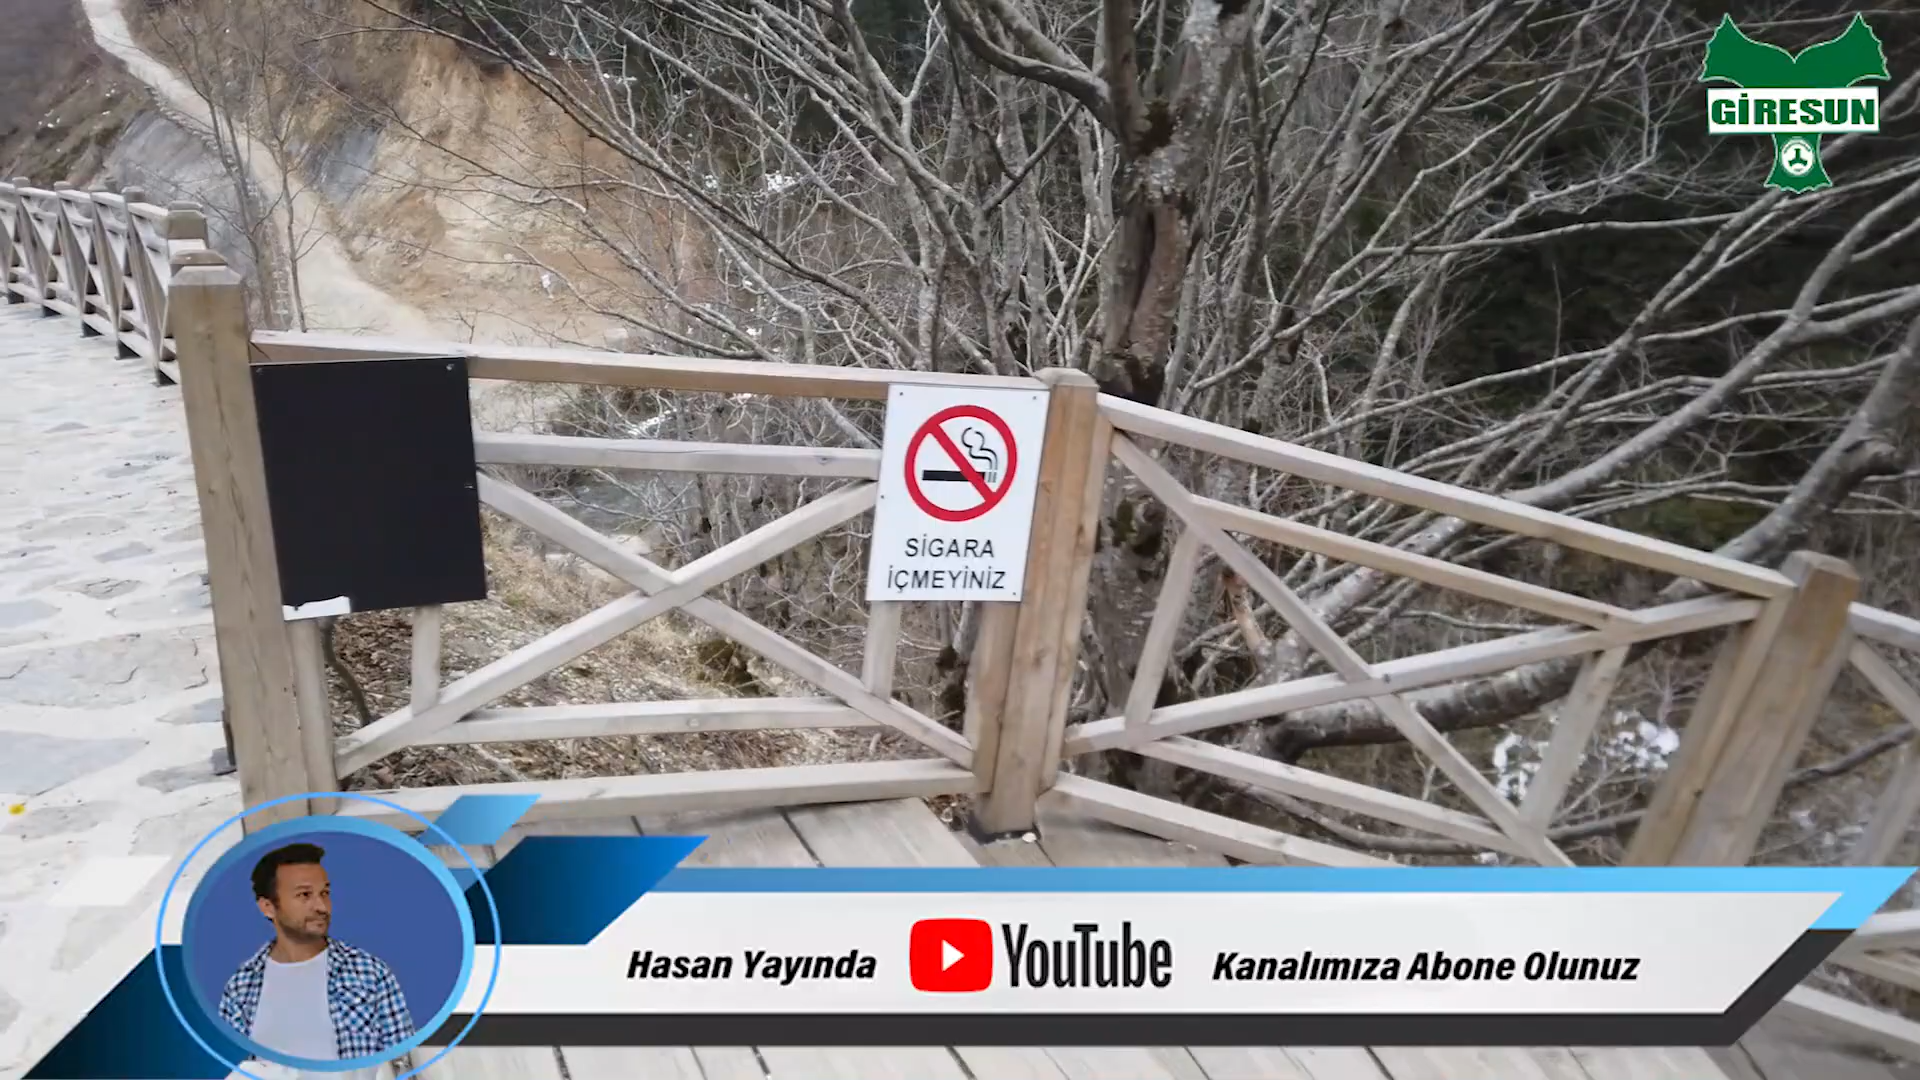 GİRESUN
SİGARA
İÇMEYİNİZ
Hasan Yayında YouTube Kanalımıza Abone Olunuz